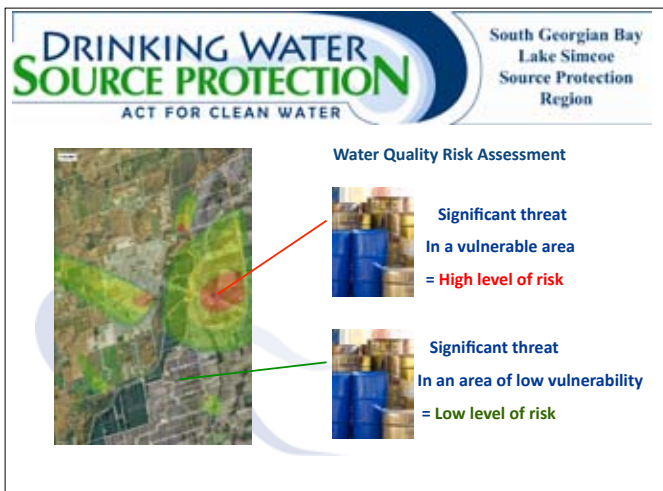 DRINKING WATER
SOURCE PROTECTION
ACT FOR CLEAN WATER
South Georgian Bay
Lake Simcoe
Source Protection
Region
Water Quality Risk Assessment
Significant threat
In a vulnerable area
= High level of risk
Significant threat
In an area of low vulnerability
= Low level of risk